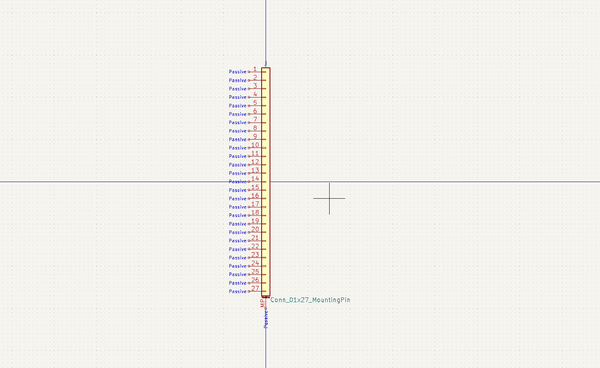 J
Passive 1
Passive 2
Passive 3
Passive 4
Passive 5
Passive 6
Passive 7
Passive 8
Passive 9
Passive 10
Passive 11
Passive 12
Passive 13
Passive 14
Passive 15
Passive 16
Passive 17
Passive 18
Passive 19
Passive 20
Passive 21
Passive 22
Passive 23
Passive 24
Passive 25
Passive 26
Passive 27
MP
Conn_01x27_MountingPin
Passive